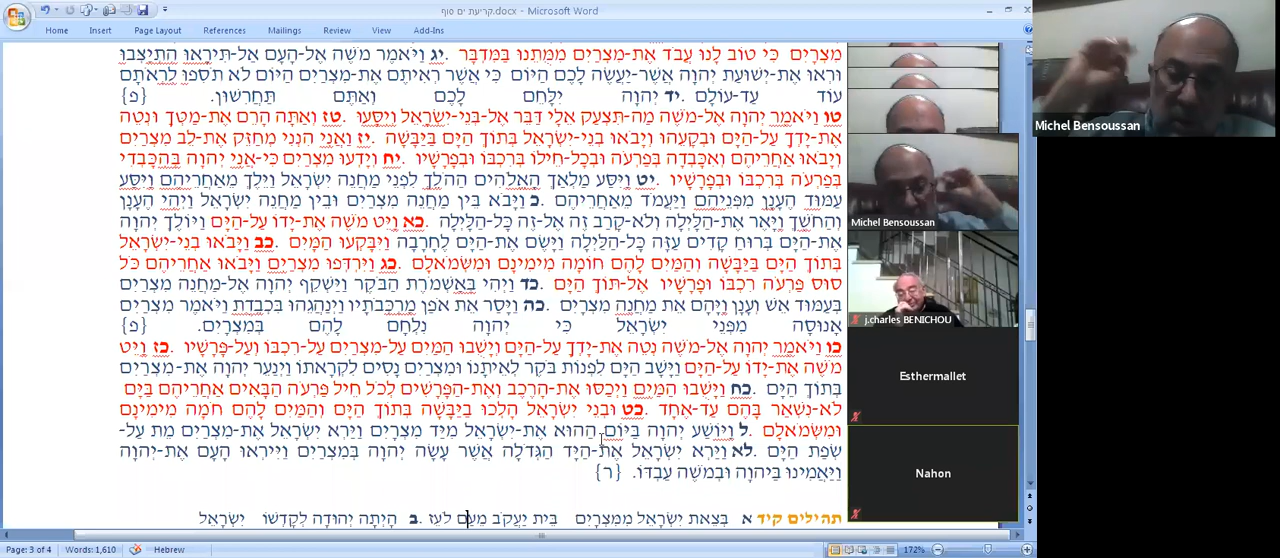 קריעת ים סוף.docx - Microsoft Word
Home Insert Page Layout References Mailings Review View Add-Ins
מִצְרָיִם כִּי טוֹב לָנוּ עֲבֹד אֶת-מִצְרַיִם מִמֻּתֵנוּ בַּמִּדְבָּר. יג וַיֹּאמֶר מֹשֶׁה אֶל-הָעָם אַל-תִּירָאוּ הִתְיַצְּבוּ
וּרְאוּ אֶת-יְשׁוּעַת יְהוָה אֲשֶׁר-יַעֲשֶׂה לָכֶם הַיּוֹם כִּי אֲשֶׁר רְאִיתֶם אֶת-מִצְרַיִם הַיּוֹם לֹא תֹסִפוּ לִרְאֹתָם
עוֹד עַד-עוֹלָם. יד יְהוָה יִלָּחֵם לָכֶם וְאַתֶּם תַּחֲרִשׁוּן. {פ}
טו וַיֹּאמֶר יְהוָה אֶל-מֹשֶׁה מַה-תִּצְעַק אֵלָי דַּבֵּר אֶל-בְּנֵי-יִשְׂרָאֵל וְיִסָּעוּ. טז וְאַתָּה הָרֵם אֶת-מַטְּךָ וּנְטֵה
אֶת-יָדְךָ עַל-הַיָּם וּבְקָעֵהוּ וְיָבֹאוּ בְנֵי-יִשְׂרָאֵל בְּתוֹךְ הַיָּם בַּיַּבָּשָׁה. יז וַאֲנִי הִנְנִי מְחַזֵּק אֶת-לֵב מִצְרַיִם
וְיָבֹאוּ אַחֲרֵיהֶם וְאִכָּבְדָה בְּפַרְעֹה וּבְכָל-חֵילוֹ בְּרִכְבּוֹ וּבְפָרָשָׁיו. יח וְיָדְעוּ מִצְרַיִם כִּי-אֲנִי יְהוָה בְּהִכָּבְדִי
בְּפַרְעֹה בְּרִכְבּוֹ וּבְפָרָשָׁיו. יט וַיִּסַּע מַלְאַךְ הָאֱלֹהִים הַהֹלֵךְ לִפְנֵי מַחֲנֵה יִשְׂרָאֵל וַיֵּלֶךְ מֵאַחֲרֵיהֶם וַיִּסַּע
עַמּוּד הֶעָנָן מִפְּנֵיהֶם וַיַּעֲמֹד מֵאַחֲרֵיהֶם. כ וַיָּבֹא בֵּין מַחֲנֵה מִצְרַיִם וּבֵין מַחֲנֵה יִשְׂרָאֵל וַיְהִי הֶעָנָן
וְהַחֹשֶׁךְ וַיָּאֶר אֶת-הַלָּיְלָה וְלֹא-קָרַב זֶה אֶל-זֶה כָּל-הַלָּיְלָה. כא וַיֵּט מֹשֶׁה אֶת-יָדוֹ עַל-הַיָּם וַיּוֹלֶךְ יְהוָה
אֶת-הַיָּם בְּרוּחַ קָדִים עַזָּה כָּל-הַלַּיְלָה וַיָּשֶׂם אֶת-הַיָּם לֶחָרָבָה וַיִּבָּקְעוּ הַמָּיִם. כב וַיָּבֹאוּ בְנֵי-יִשְׂרָאֵל
בְּתוֹךְ הַיָּם בַּיַּבָּשָׁה וְהַמַּיִם לָהֶם חוֹמָה מִימִינָם וּמִשְּׂמֹאלָם. כג וַיִּרְדְּפוּ מִצְרַיִם וַיָּבֹאוּ אַחֲרֵיהֶם כֹּל
סוּס פַּרְעֹה רִכְבּוֹ וּפָרָשָׁיו אֶל-תּוֹךְ הַיָּם. כד וַיְהִי בְּאַשְׁמֹרֶת הַבֹּקֶר וַיַּשְׁקֵף יְהוָה אֶל-מַחֲנֵה מִצְרַיִם
בְּעַמּוּד אֵשׁ וְעָנָן וַיָּהָם אֵת מַחֲנֵה מִצְרָיִם. כה וַיָּסַר אֵת אֹפַן מַרְכְּבֹתָיו וַיְנַהֲגֵהוּ בִּכְבֵדֻת וַיֹּאמֶר מִצְרַיִם
אָנוּסָה מִפְּנֵי יִשְׂרָאֵל כִּי יְהוָה נִלְחָם לָהֶם בְּמִצְרָיִם. {פ}
כו וַיֹּאמֶר יְהוָה אֶל-מֹשֶׁה נְטֵה אֶת-יָדְךָ עַל-הַיָּם וְיָשֻׁבוּ הַמַּיִם עַל-מִצְרַיִם עַל-רִכְבּוֹ וְעַל-פָּרָשָׁיו. כז וַיֵּט
מֹשֶׁה אֶת-יָדוֹ עַל-הַיָּם וַיָּשָׁב הַיָּם לִפְנוֹת בֹּקֶר לְאֵיתָנוֹ וּמִצְרַיִם נָסִים לִקְרָאתוֹ וַיְנַעֵר יְהוָה אֶת-מִצְרַיִם
בְּתוֹךְ הַיָּם. כח וַיָּשֻׁבוּ הַמַּיִם וַיְכַסּוּ אֶת-הָרֶכֶב וְאֶת-הַפָּרָשִׁים לְכֹל חֵיל פַּרְעֹה הַבָּאִים אַחֲרֵיהֶם בַּיָּם
לֹא-נִשְׁאַר בָּהֶם עַד-אֶחָד. כט וּבְנֵי יִשְׂרָאֵל הָלְכוּ בַיַּבָּשָׁה בְּתוֹךְ הַיָּם וְהַמַּיִם לָהֶם חֹמָה מִימִינָם
וּמִשְּׂמֹאלָם. ל וַיּוֹשַׁע יְהוָה בַּיּוֹם הַהוּא אֶת-יִשְׂרָאֵל מִיַּד מִצְרָיִם וַיַּרְא יִשְׂרָאֵל אֶת-מִצְרַיִם מֵת עַל-
שְׂפַת הַיָּם. לא וַיַּרְא יִשְׂרָאֵל אֶת-הַיָּד הַגְּדֹלָה אֲשֶׁר עָשָׂה יְהוָה בְּמִצְרַיִם וַיִּירְאוּ הָעָם אֶת-יְהוָה
וַיַּאֲמִינוּ בַּיהוָה וּבְמֹשֶׁה עַבְדּוֹ. {ר}
תהילים קיד א בְּצֵאת יִשְׂרָאֵל מִמִּצְרָיִם בֵּית יַעֲקֹב מֵעַם לֹעֵז. ב הָיְתָה יְהוּדָה לְקָדְשׁוֹ יִשְׂרָאֵל
Michel Bensoussan
Michel Bensoussan
j.charles BENICHOU
Esthermallet
Nahon
Page: 3 of 4 Words: 1,610 Hebrew 172%